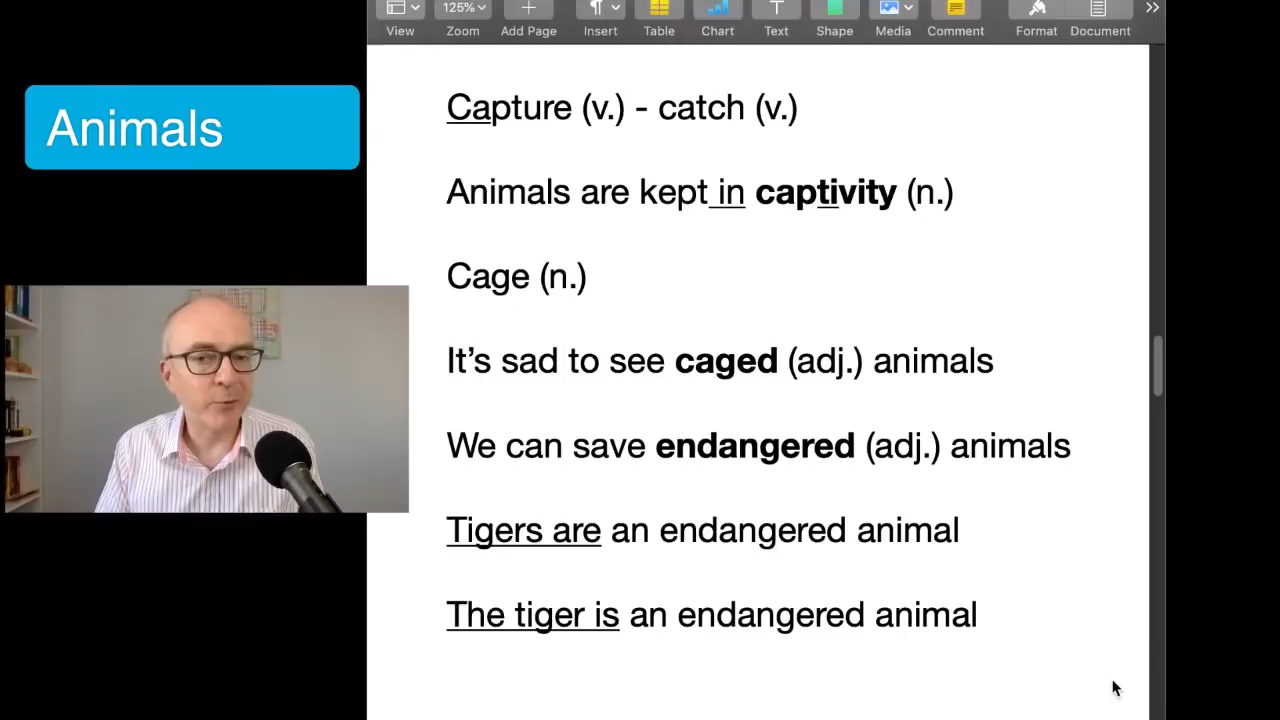 125%
View Zoom Add Page Insert Table Chart Text Shape Media Comment Format Document
Animals
Capture (v.) - catch (v.)
Animals are kept in captivity (n.)
Cage (n.)
It's sad to see caged (adj.) animals
We can save endangered (adj.) animals
Tigers are an endangered animal
The tiger is an endangered animal